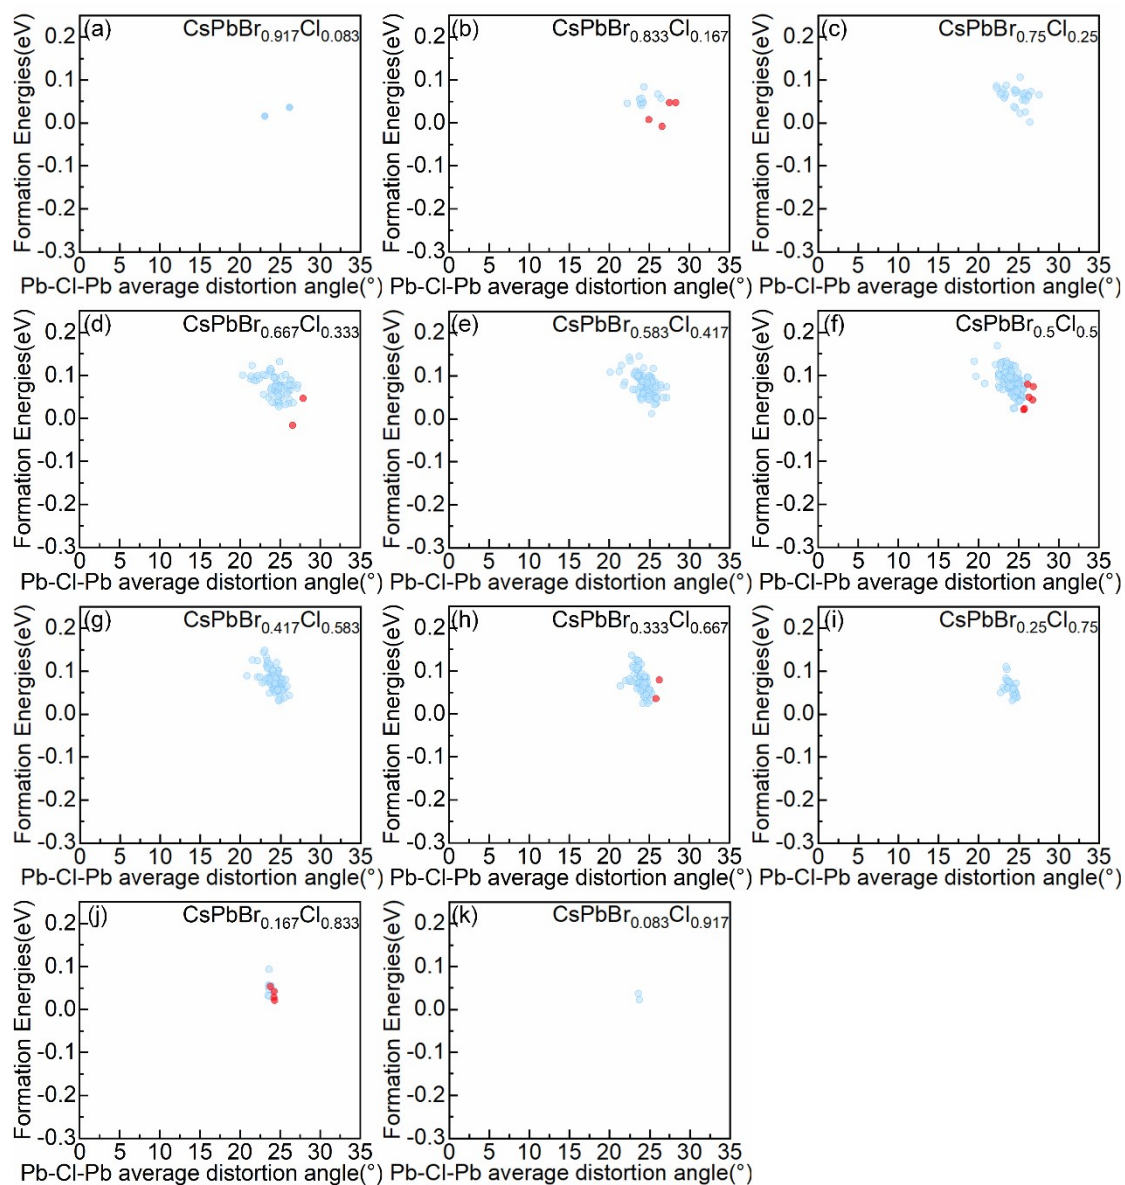 (a) CsPbBr0.917Cl0.083
Formation Energies(eV)
0.2
0.1
0.0
-0.1
-0.2
-0.3
0 5 10 15 20 25 30 35
Pb-Cl-Pb average distortion angle(°)
(b) CsPbBr0.833Cl0.167
Formation Energies(eV)
0.2
0.1
0.0
-0.1
-0.2
-0.3
0 5 10 15 20 25 30 35
Pb-Cl-Pb average distortion angle(°)
(c) CsPbBr0.75Cl0.25
Formation Energies(eV)
0.2
0.1
0.0
-0.1
-0.2
-0.3
0 5 10 15 20 25 30 35
Pb-Cl-Pb average distortion angle(°)
(d) CsPbBr0.667Cl0.333
Formation Energies(eV)
0.2
0.1
0.0
-0.1
-0.2
-0.3
0 5 10 15 20 25 30 35
Pb-Cl-Pb average distortion angle(°)
(e) CsPbBr0.583Cl0.417
Formation Energies(eV)
0.2
0.1
0.0
-0.1
-0.2
-0.3
0 5 10 15 20 25 30 35
Pb-Cl-Pb average distortion angle(°)
(f) CsPbBr0.5Cl0.5
Formation Energies(eV)
0.2
0.1
0.0
-0.1
-0.2
-0.3
0 5 10 15 20 25 30 35
Pb-Cl-Pb average distortion angle(°)
(g) CsPbBr0.417Cl0.583
Formation Energies(eV)
0.2
0.1
0.0
-0.1
-0.2
-0.3
0 5 10 15 20 25 30 35
Pb-Cl-Pb average distortion angle(°)
(h) CsPbBr0.333Cl0.667
Formation Energies(eV)
0.2
0.1
0.0
-0.1
-0.2
-0.3
0 5 10 15 20 25 30 35
Pb-Cl-Pb average distortion angle(°)
(i) CsPbBr0.25Cl0.75
Formation Energies(eV)
0.2
0.1
0.0
-0.1
-0.2
-0.3
0 5 10 15 20 25 30 35
Pb-Cl-Pb average distortion angle(°)
(j) CsPbBr0.167Cl0.833
Formation Energies(eV)
0.2
0.1
0.0
-0.1
-0.2
-0.3
0 5 10 15 20 25 30 35
Pb-Cl-Pb average distortion angle(°)
(k) CsPbBr0.083Cl0.917
Formation Energies(eV)
0.2
0.1
0.0
-0.1
-0.2
-0.3
0 5 10 15 20 25 30 35
Pb-Cl-Pb average distortion angle(°)